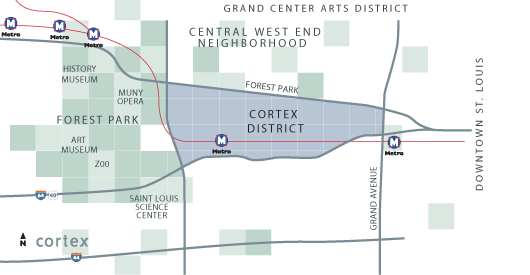 GRAND CENTER ARTS DISTRICT
CENTRAL WEST END
NEIGHBORHOOD
Metro
Metro
Metro
HISTORY
MUSEUM
MUNY
OPERA
FOREST PARK
FOREST PARK
CORTEX
DISTRICT
ART
MUSEUM
ZOO
Metro
Metro
DOWNTOWN ST. LOUIS
GRAND AVENUE
SAINT LOUIS
SCIENCE
CENTER
64
40
N
cortex
44